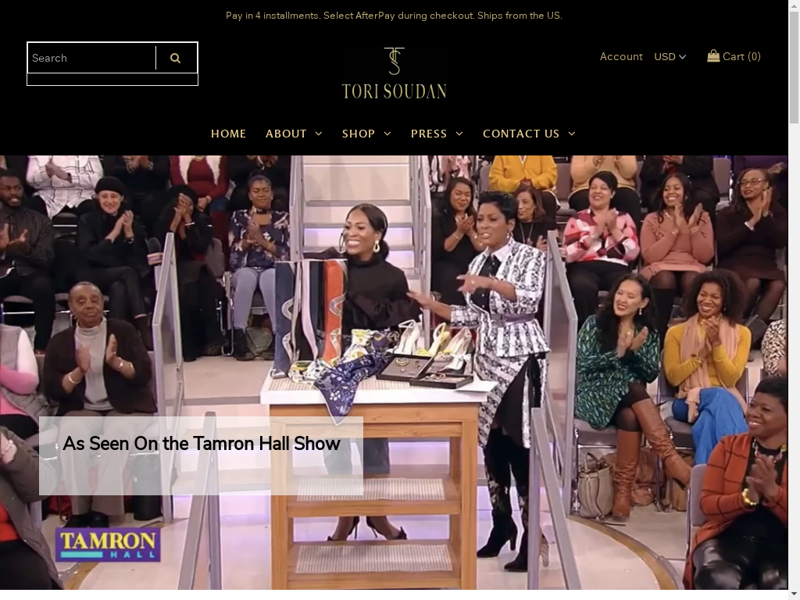 Pay in 4 installments. Select AfterPay during checkout. Ships from the US.
Search
TS
TORI SOUDAN
Account USD Cart (0)
HOME ABOUT SHOP PRESS CONTACT US
As Seen On the Tamron Hall Show
TAMRON
HALL